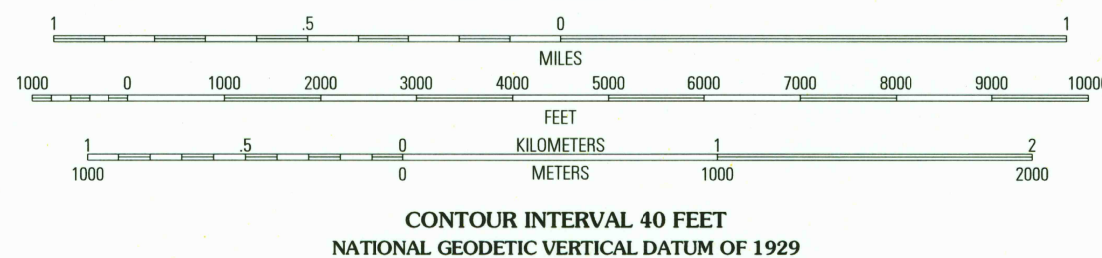 1 .5 0 1
MILES
1000 0 1000 2000 3000 4000 5000 6000 7000 8000 9000 10000
FEET
1 .5 0 KILOMETERS 1 2
1000 0 METERS 1000 2000
CONTOUR INTERVAL 40 FEET
NATIONAL GEODETIC VERTICAL DATUM OF 1929